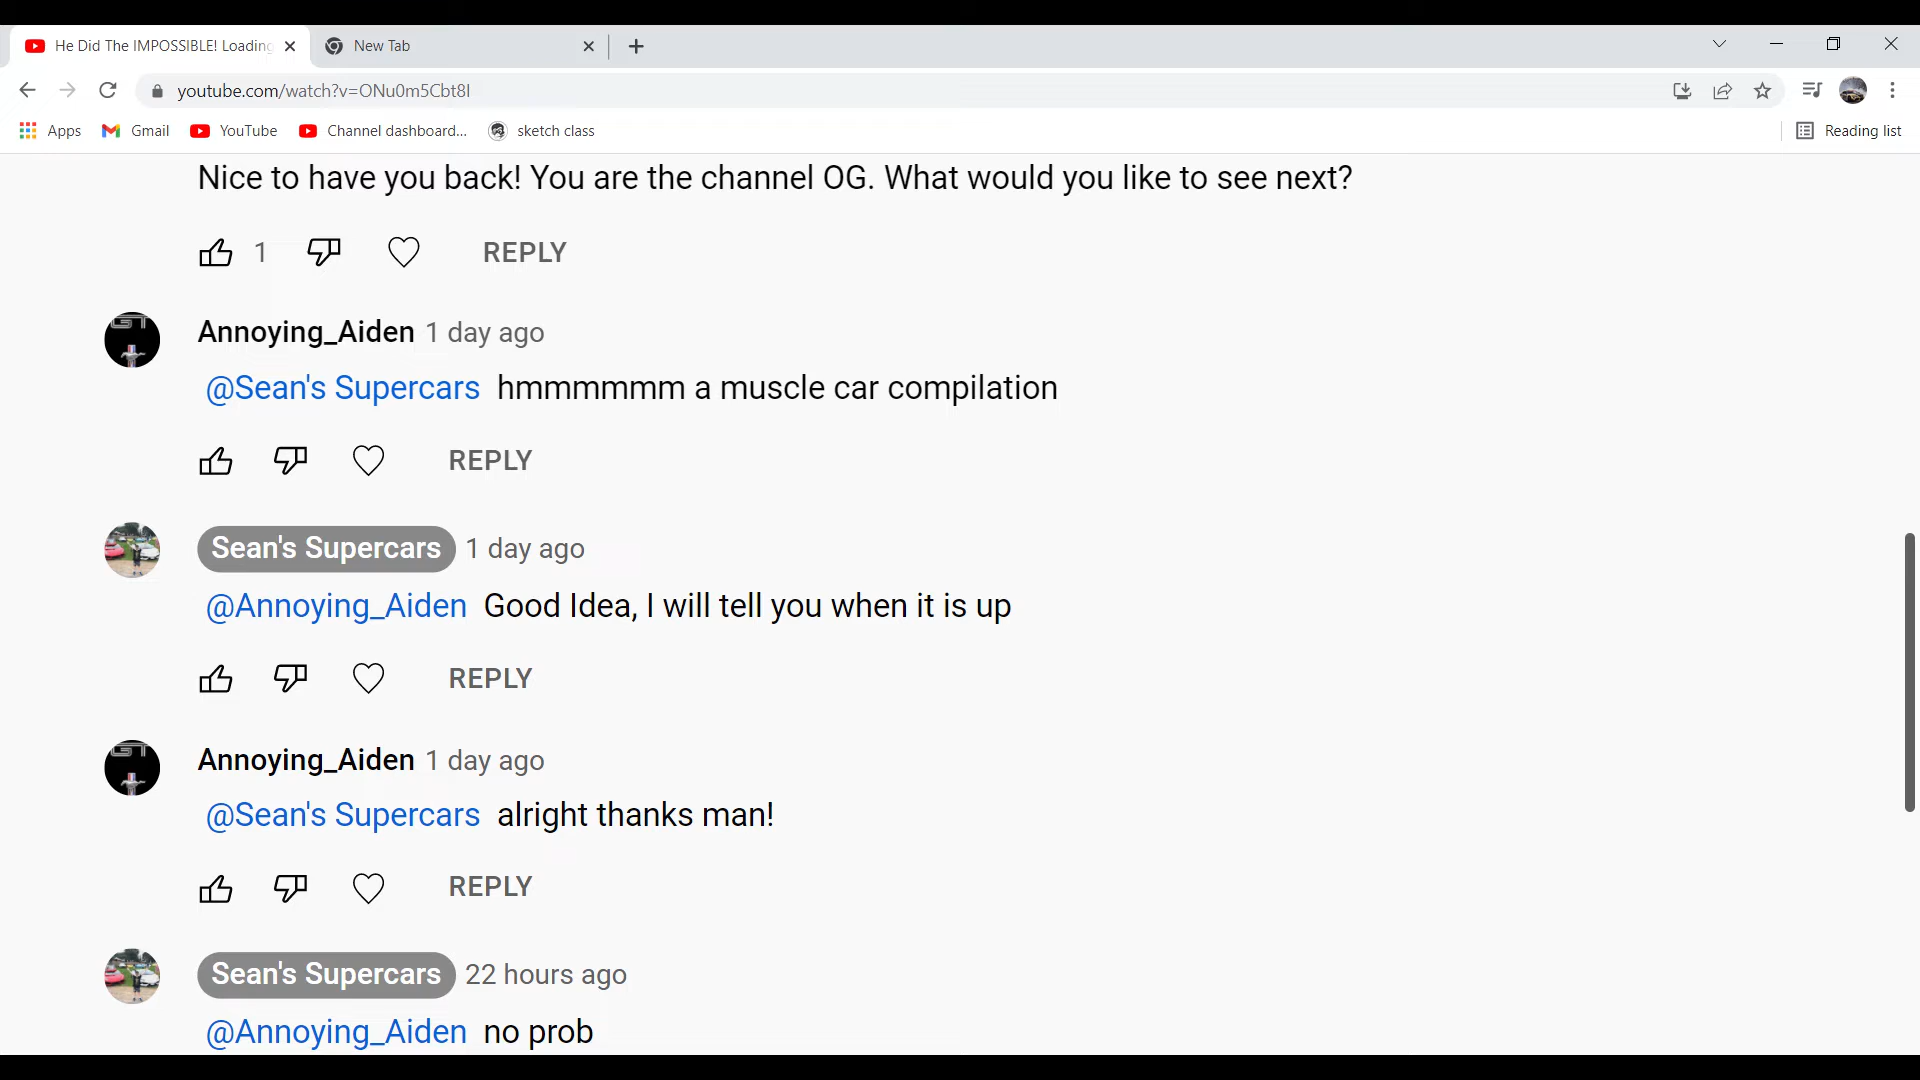 He Did The IMPOSSIBLE! Loading
New Tab
youtube.com/watch?v=ONu0m5Cbt8I
Apps
Gmail
YouTube
Channel dashboard...
sketch class
Reading list
Nice to have you back! You are the channel OG. What would you like to see next?
1
REPLY
GT
Annoying_Aiden 1 day ago
@Sean's Supercars hmmmmmm a muscle car compilation
REPLY
Sean's Supercars 1 day ago
@Annoying_Aiden Good Idea, I will tell you when it is up
REPLY
GT
Annoying_Aiden 1 day ago
@Sean's Supercars alright thanks man!
REPLY
Sean's Supercars 22 hours ago
@Annoying_Aiden no prob